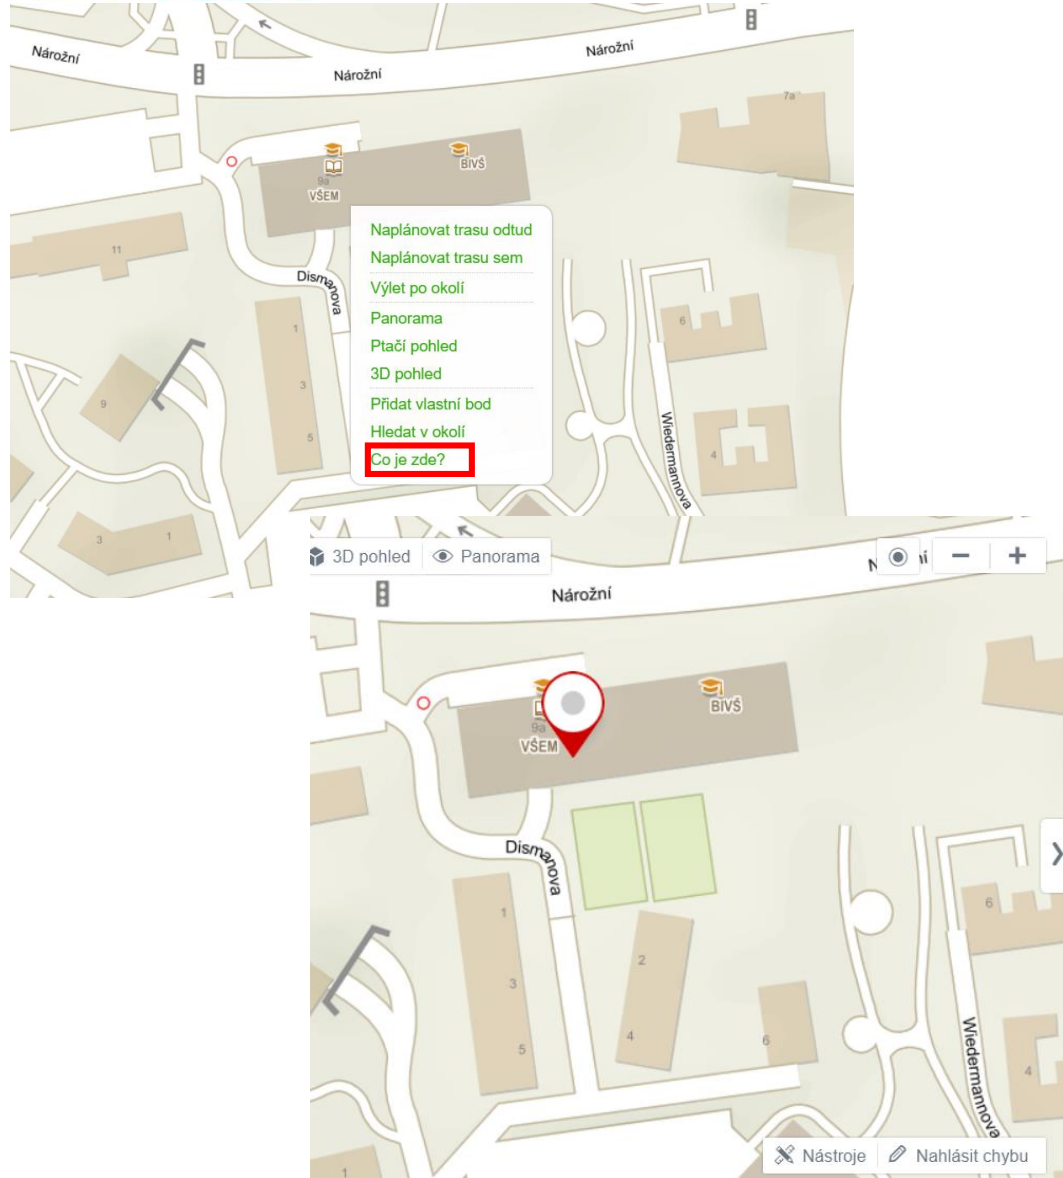 Nárožní
Nárožní
Nárožní
7a
BIVŠ
9a
VŠEM
11
Dismanova
1
3
5
9
3
1
6
4
Wiedermannova
Naplánovat trasu odtud
Naplánovat trasu sem
Výlet po okolí
Panorama
Ptačí pohled
3D pohled
Přidat vlastní bod
Hledat v okolí
Co je zde?
3D pohled
Panorama
Nárožní
BIVŠ
9a
VŠEM
Dismanova
1
3
5
2
4
6
6
4
Wiedermannova
1
Nástroje
Nahlásit chybu